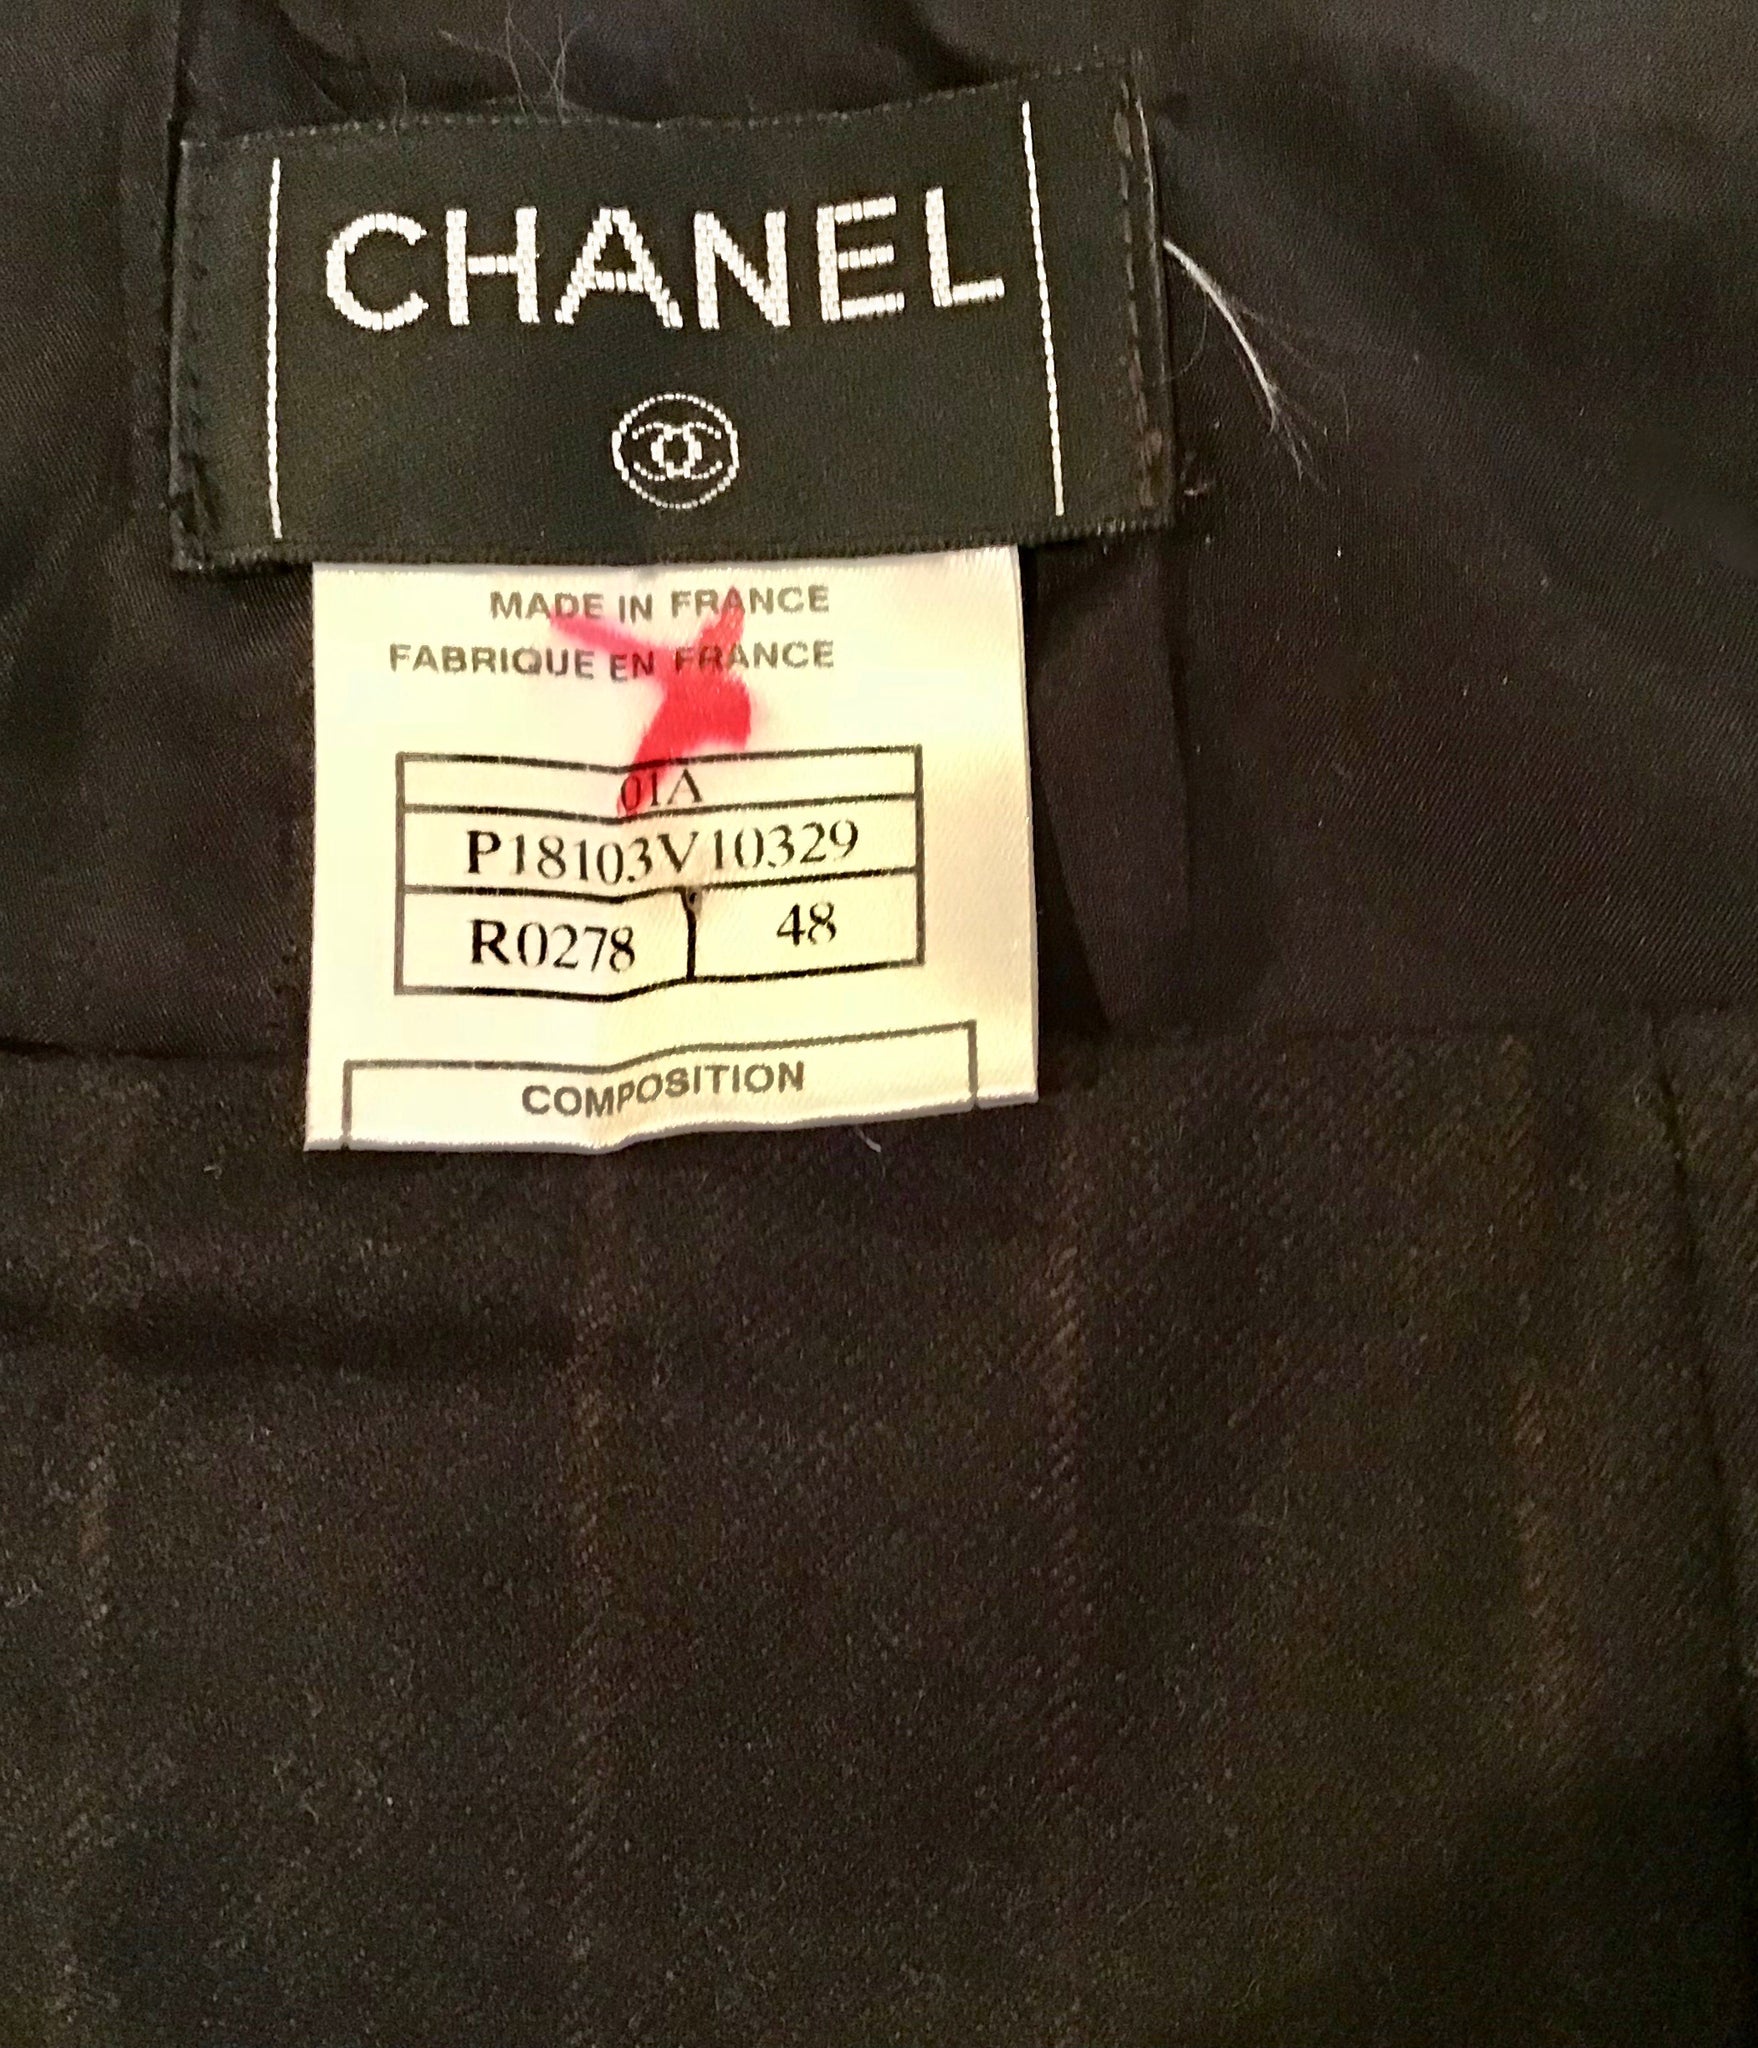 CHANEL
MADE IN FRANCE
FABRIQUE EN FRANCE
01A
P18103V10329
R0278 48
COMPOSITION